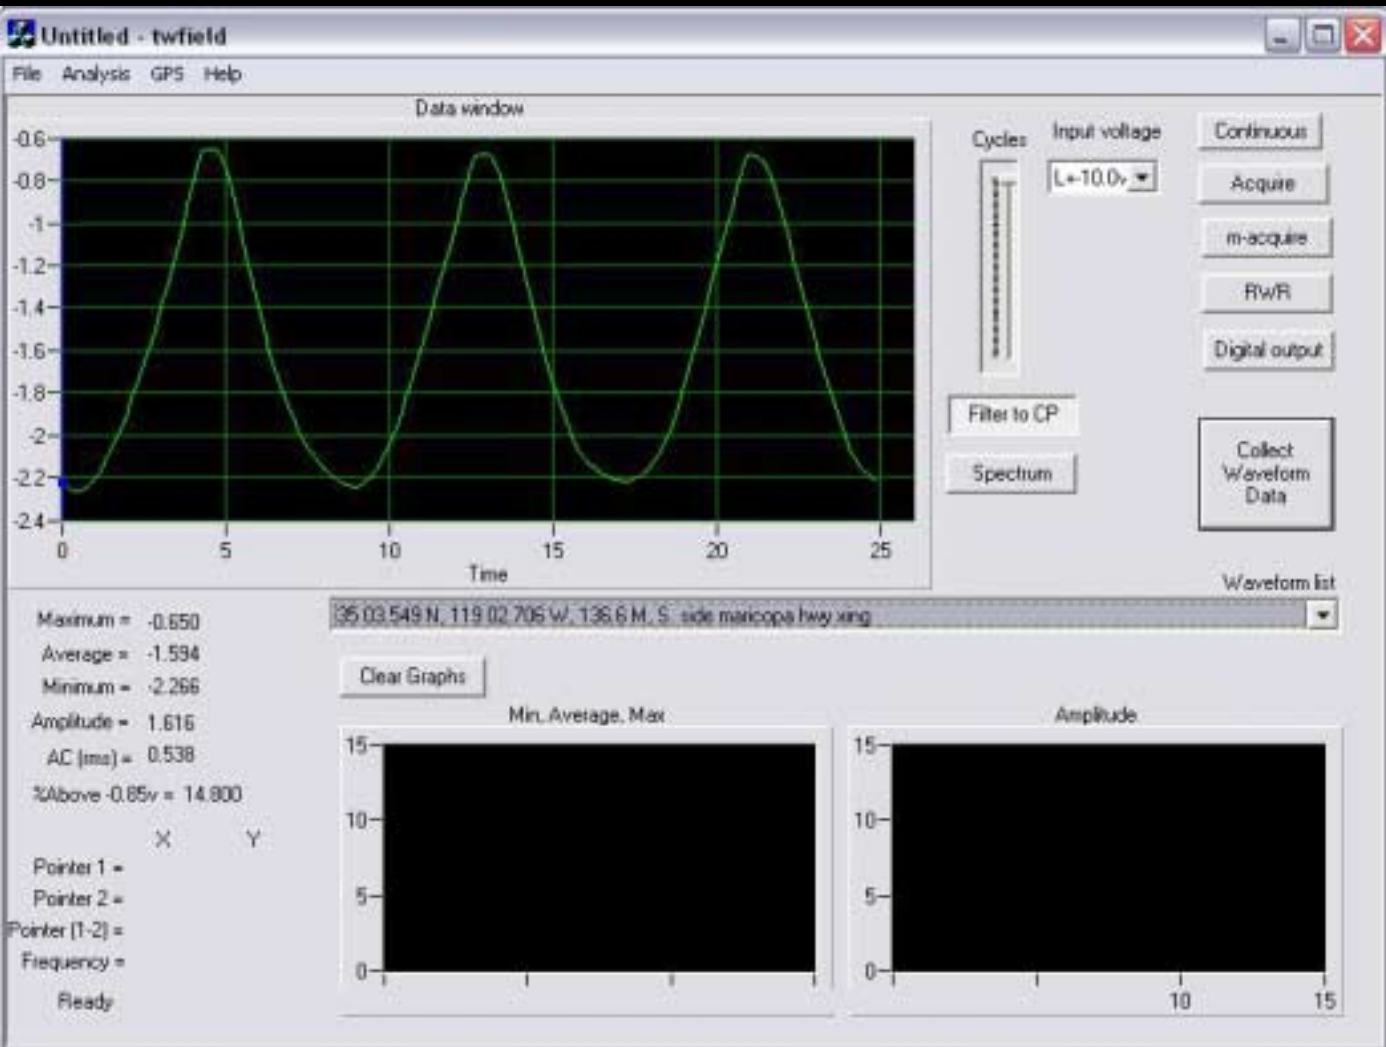 Untitled - twfield
File Analysis GPS Help
Data window
-0.6
-0.8
-1
-1.2
-1.4
-1.6
-1.8
-2
-2.2
-2.4
0 5 10 15 20 25
Time
Cycles
Input voltage
L+-10.0v
Filter to CP
Spectrum
Continuous
Acquire
m-acquire
RWR
Digital output
Collect
Waveform
Data
Waveform list
35 03.549 N, 119 02.706 W, 136.6 M, S. side maricopa hwy xing
Maximum = -0.650
Average = -1.594
Minimum = -2.266
Amplitude = 1.616
AC (rms) = 0.538
%Above -0.85v = 14.800
X Y
Pointer 1 =
Pointer 2 =
Pointer (1-2) =
Frequency =
Ready
Clear Graphs
Min, Average, Max
15
10
5
0
Amplitude
15
10
5
0
10 15